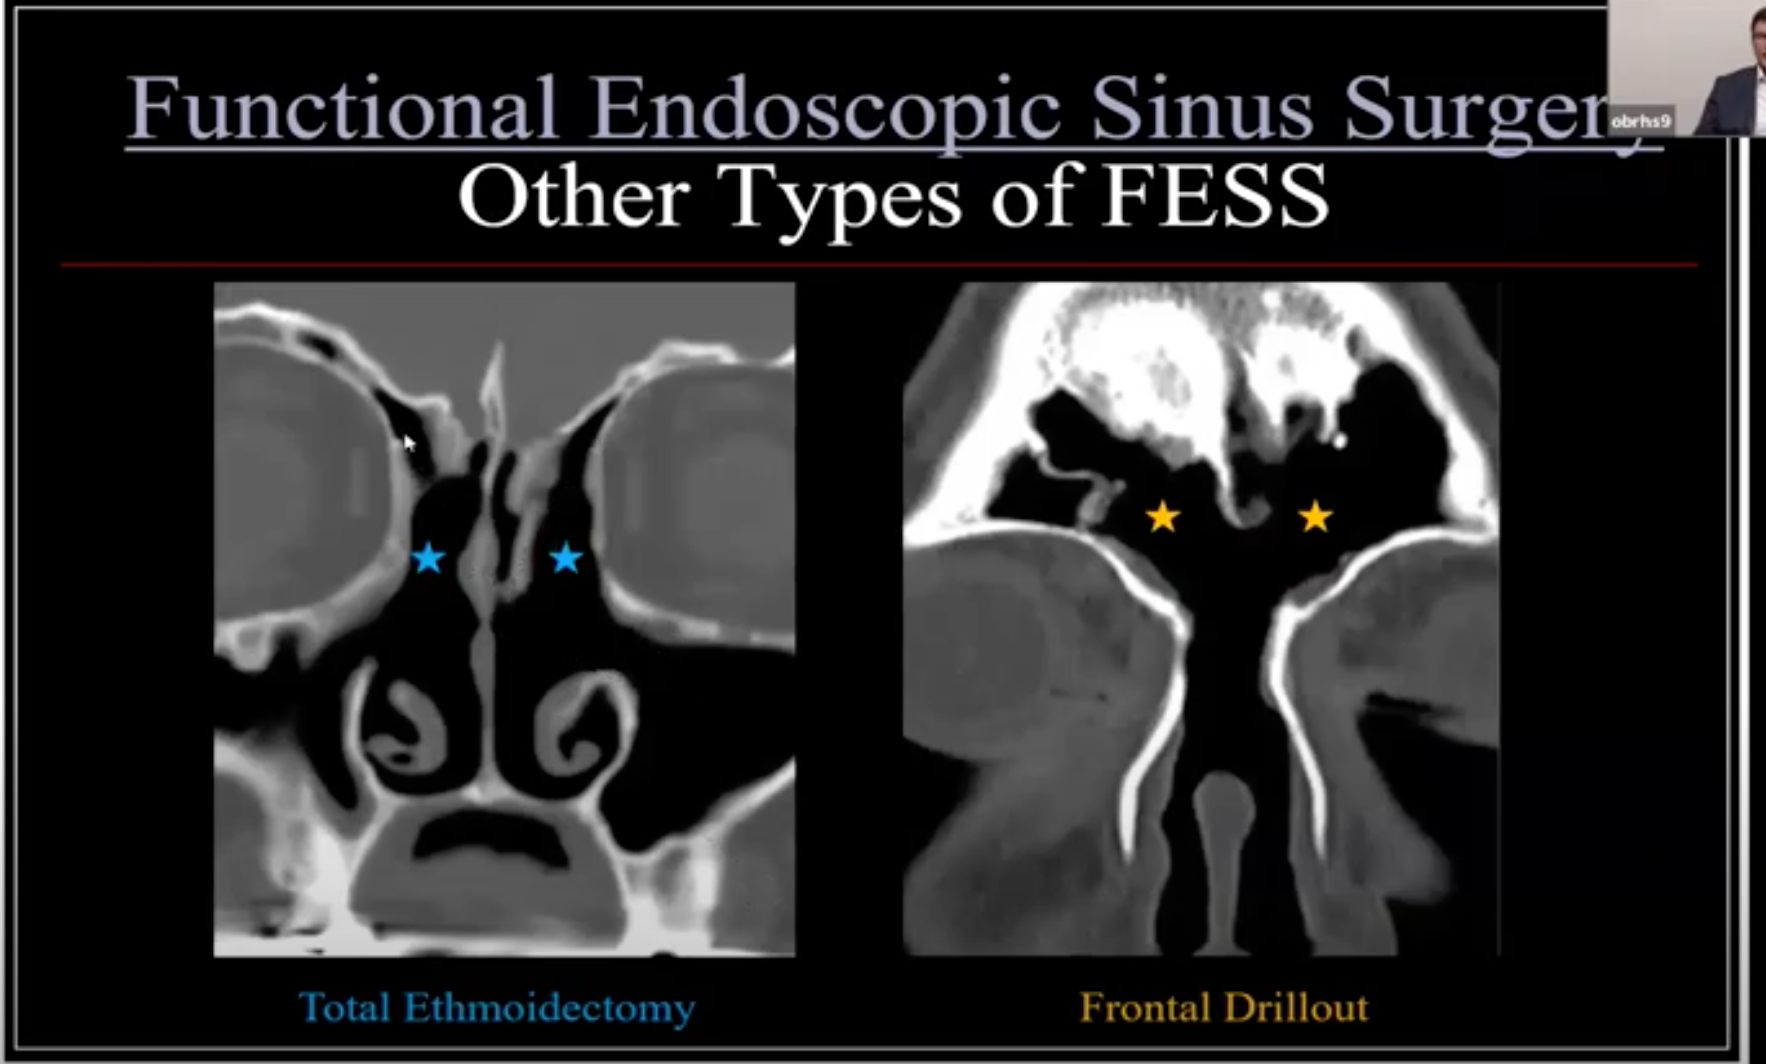 Functional Endoscopic Sinus Surgery
Other Types of FESS
obrhs9
Total Ethmoidectomy
Frontal Drillout